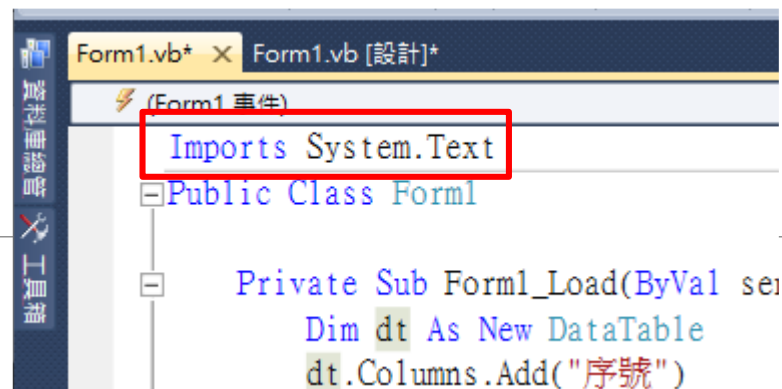 Form1.vb* × Form1.vb [設計]*
資料庫總管
工具箱
(Form1 事件)
Imports System.Text
Public Class Form1
Private Sub Form1_Load(ByVal se
Dim dt As New DataTable
dt.Columns.Add("序號")